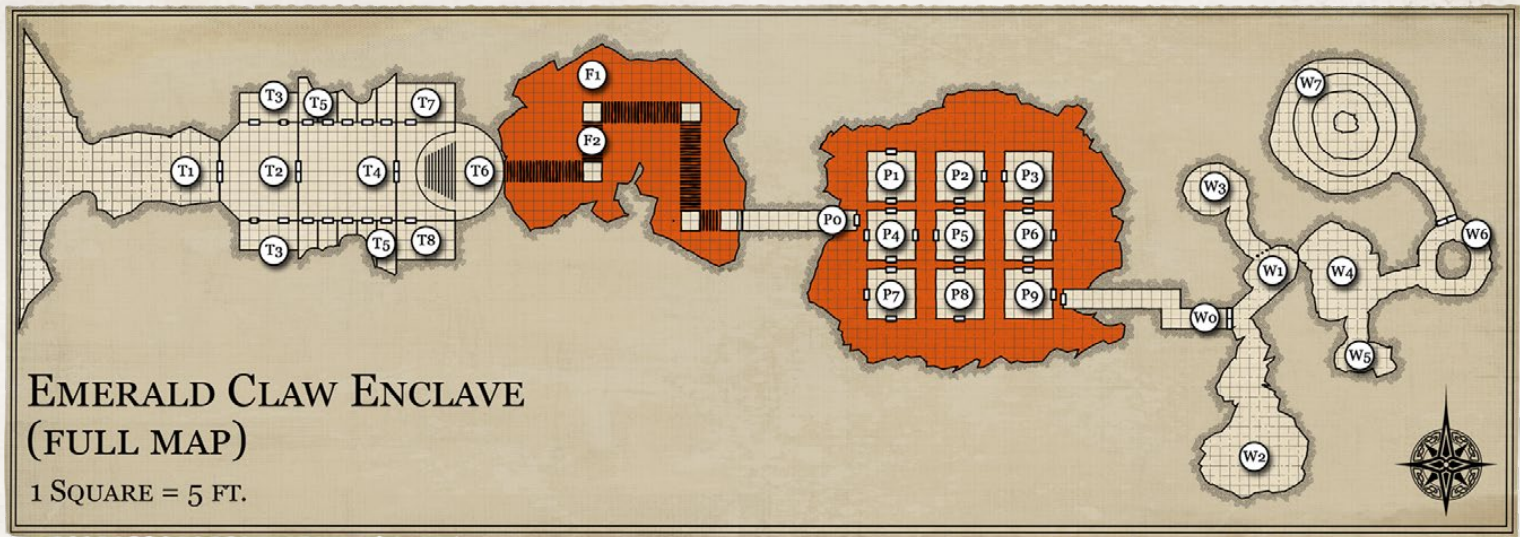 F1
T3
T5
T7
F2
T1
T2
T4
T6
T3
T5
T8
P1
P2
P3
P0
P4
P5
P6
P7
P8
P9
W7
W3
W6
W1
W4
W0
W5
W2
EMERALD CLAW ENCLAVE
(FULL MAP)
1 SQUARE = 5 FT.